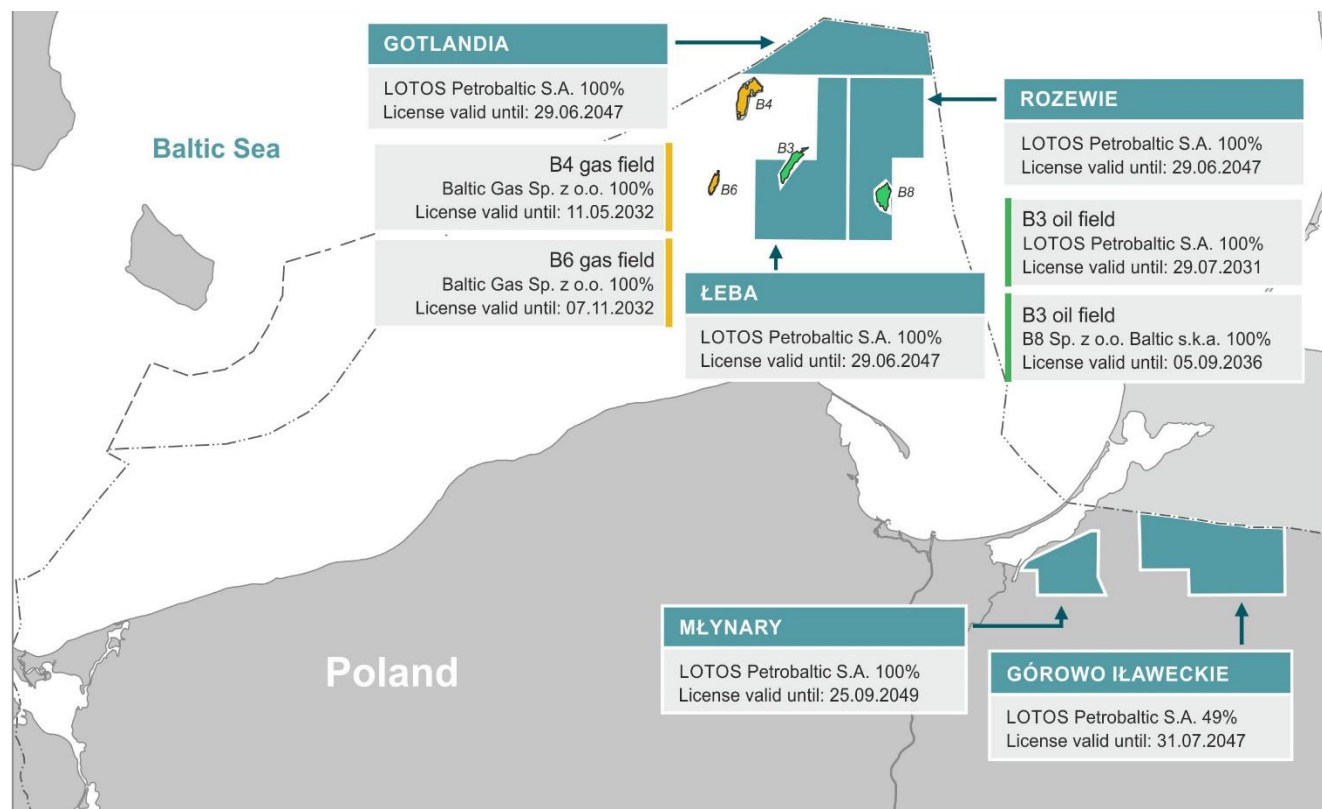 GOTLANDIA
LOTOS Petrobaltic S.A. 100%
License valid until: 29.06.2047
Baltic Sea
B4 gas field
Baltic Gas Sp. z o.o. 100%
License valid until: 11.05.2032
B6 gas field
Baltic Gas Sp. z o.o. 100%
License valid until: 07.11.2032
B4
B3
B6
B8
ROZEWIE
LOTOS Petrobaltic S.A. 100%
License valid until: 29.06.2047
B3 oil field
LOTOS Petrobaltic S.A. 100%
License valid until: 29.07.2031
B3 oil field
B8 Sp. z o.o. Baltic s.k.a. 100%
License valid until: 05.09.2036
ŁEBA
LOTOS Petrobaltic S.A. 100%
License valid until: 29.06.2047
Poland
MŁYNARY
LOTOS Petrobaltic S.A. 100%
License valid until: 25.09.2049
GÓROWO IŁAWECKIE
LOTOS Petrobaltic S.A. 49%
License valid until: 31.07.2047